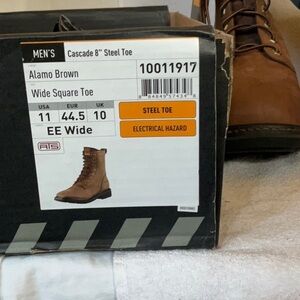 MEN'S Cascade 8" Steel Toe
Alamo Brown
10011917
Wide Square Toe
USA EUR UK
11 44.5 10
EE Wide
STEEL TOE
ELECTRICAL HAZARD
ATS